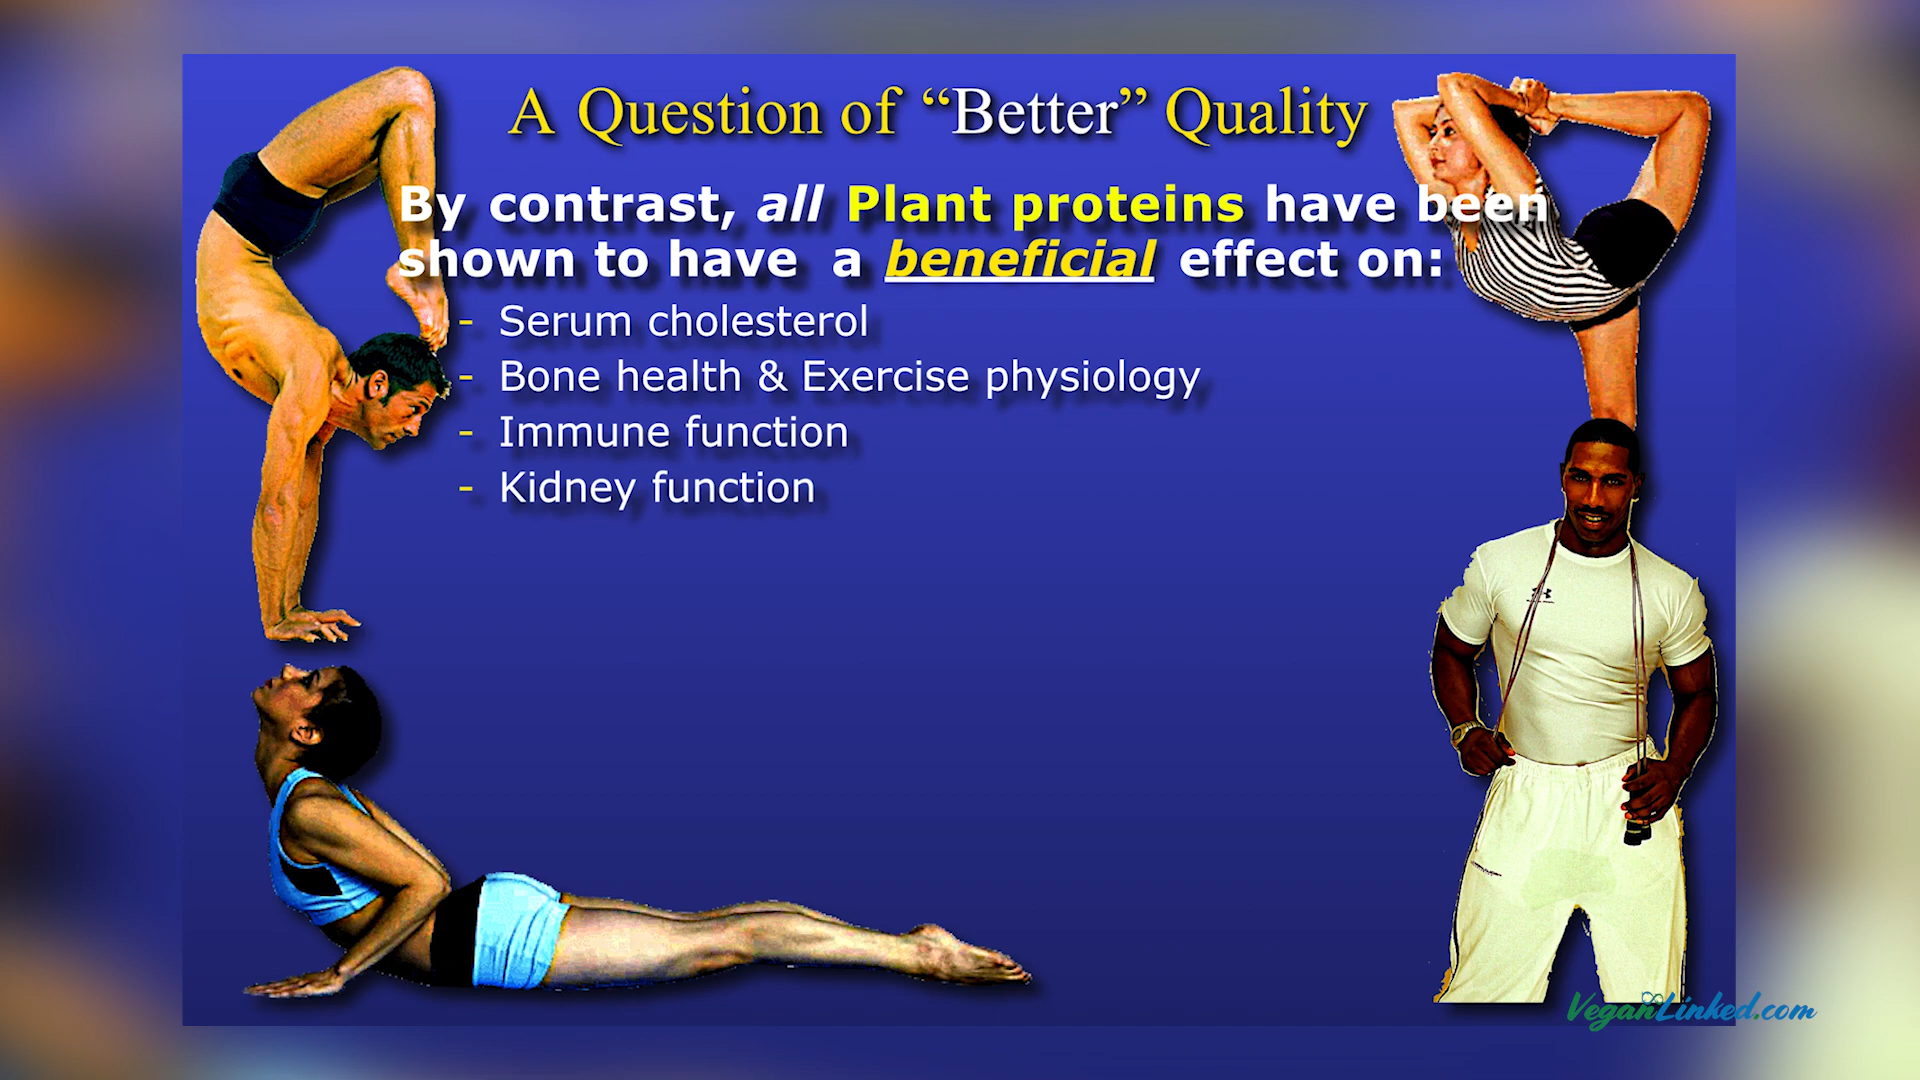 A Question of “Better” Quality
By contrast, all Plant proteins have been
shown to have a beneficial effect on:
- Serum cholesterol
- Bone health & Exercise physiology
- Immune function
- Kidney function
VeganLinked.com